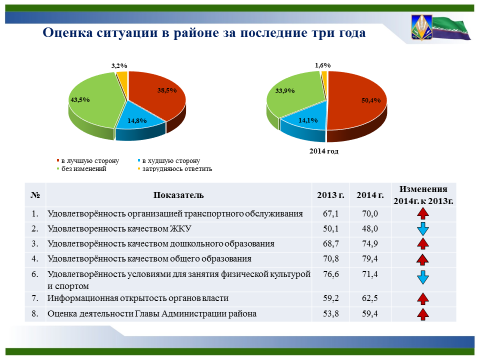 Оценка ситуации в районе за последние три года
3,2%
38,5%
43,5%
14,8%
1,6%
33,9%
50,4%
14,1%
2014 год
в лучшую сторону
в худшую сторону
без изменений
затрудняюсь ответить
№ Показатель 2013 г. 2014 г. Изменения 2014г. к 2013г.
1. Удовлетворённость организацией транспортного обслуживания 67,1 70,0
2. Удовлетворенность качеством ЖКУ 50,1 48,0
3. Удовлетворённость качеством дошкольного образования 68,7 74,9
4. Удовлетворённость качеством общего образования 70,8 79,4
6. Удовлетворённость условиями для занятия физической культурой и спортом 76,6 71,4
7. Информационная открытость органов власти 59,2 62,5
8. Оценка деятельности Главы Администрации района 53,8 59,4